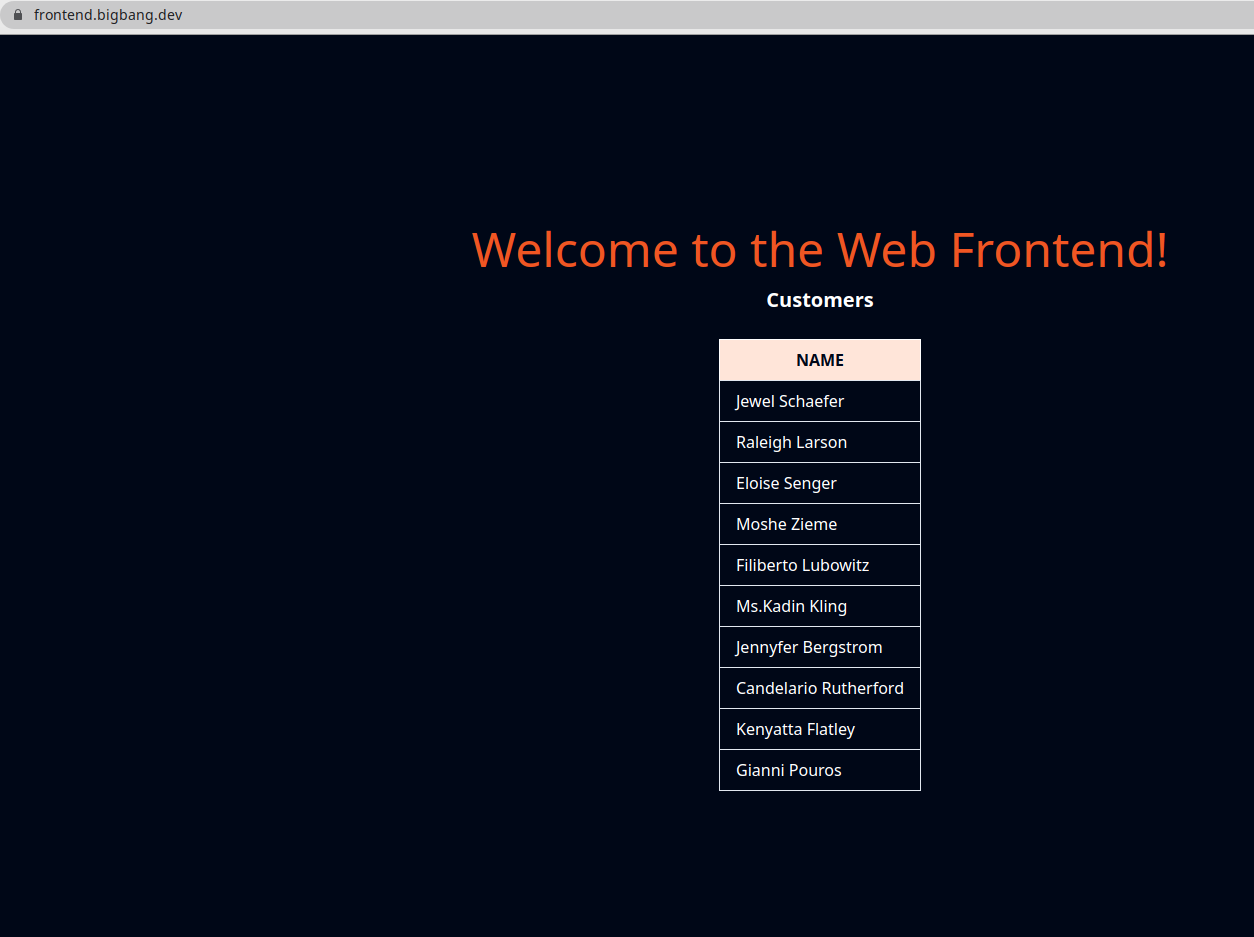 frontend.bigbang.dev
Welcome to the Web Frontend!
Customers
NAME
Jewel Schaefer
Raleigh Larson
Eloise Senger
Moshe Zieme
Filiberto Lubowitz
Ms.Kadin Kling
Jennyfer Bergstrom
Candelario Rutherford
Kenyatta Flatley
Gianni Pouros